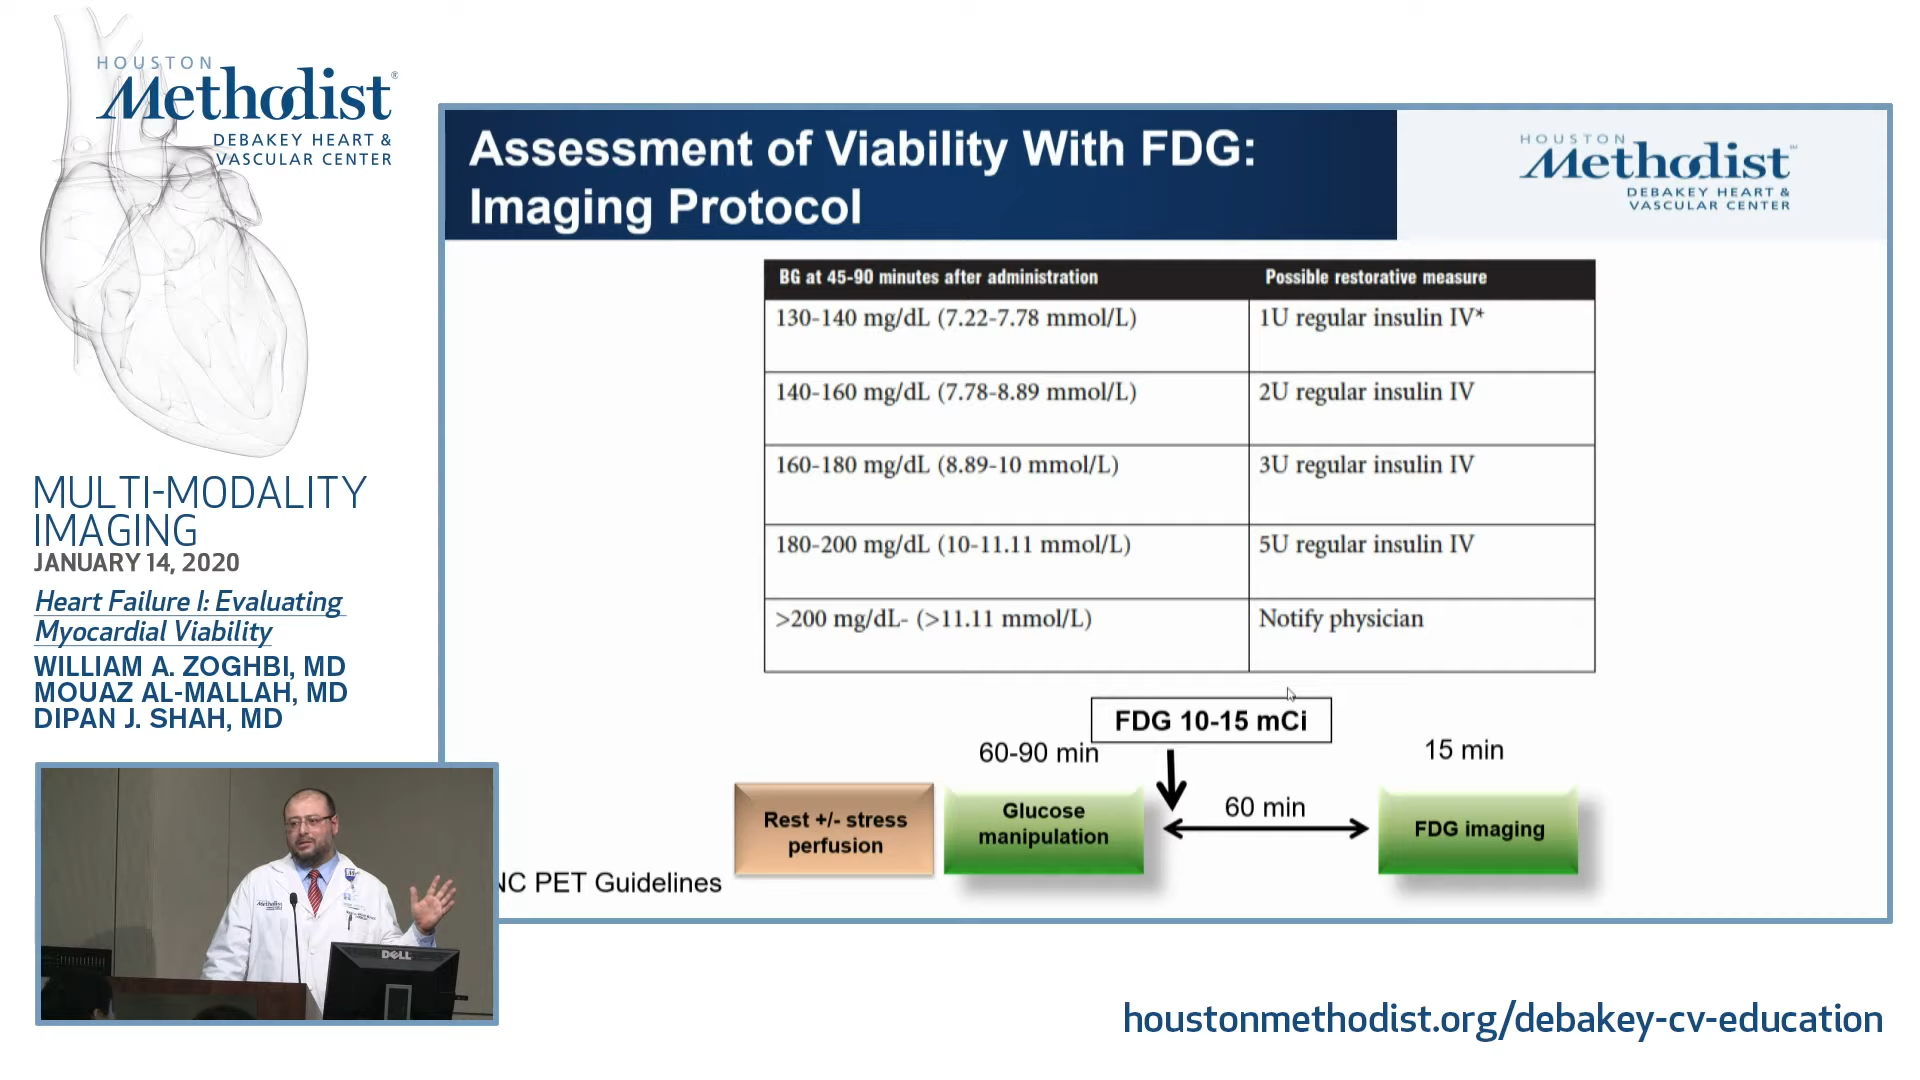 HOUSTON
Methodist®
DEBAKEY HEART &
VASCULAR CENTER
MULTI-MODALITY
IMAGING
JANUARY 14, 2020
Heart Failure I: Evaluating
Myocardial Viability
WILLIAM A. ZOGHBI, MD
MOUAZ AL-MALLAH, MD
DIPAN J. SHAH, MD
Assessment of Viability With FDG:
Imaging Protocol
HOUSTON
Methodist
DEBAKEY HEART &
VASCULAR CENTER
BG at 45-90 minutes after administration Possible restorative measure
130-140 mg/dL (7.22-7.78 mmol/L) 1U regular insulin IV*
140-160 mg/dL (7.78-8.89 mmol/L) 2U regular insulin IV
160-180 mg/dL (8.89-10 mmol/L) 3U regular insulin IV
180-200 mg/dL (10-11.11 mmol/L) 5U regular insulin IV
>200 mg/dL- (>11.11 mmol/L) Notify physician
FDG 10-15 mCi
60-90 min
15 min
Rest +/- stress
perfusion
Glucose
manipulation
60 min
FDG imaging
NC PET Guidelines
Methodist
DELL
houstonmethodist.org/debakey-cv-education